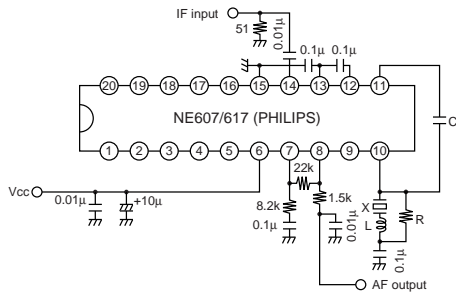 IF input
51
0.01μ
0.1μ
0.1μ
20 19 18 17 16 15 14 13 12 11
NE607/617 (PHILIPS)
C
1 2 3 4 5 6 7 8 9 10
Vcc
22k
0.01μ
+10μ
8.2k
1.5k
X
R
0.1μ
0.01μ
L
0.1μ
AF output